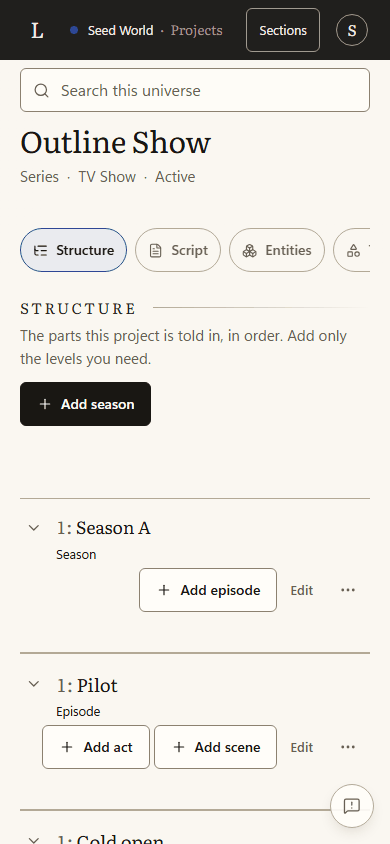 L
Seed World · Projects
Sections
S
Search this universe
Outline Show
Series · TV Show · Active
Structure
Script
Entities
STRUCTURE
The parts this project is told in, in order. Add only
the levels you need.
Add season
1: Season A
Season
Add episode
Edit
1: Pilot
Episode
Add act
Add scene
Edit
1: Cold open